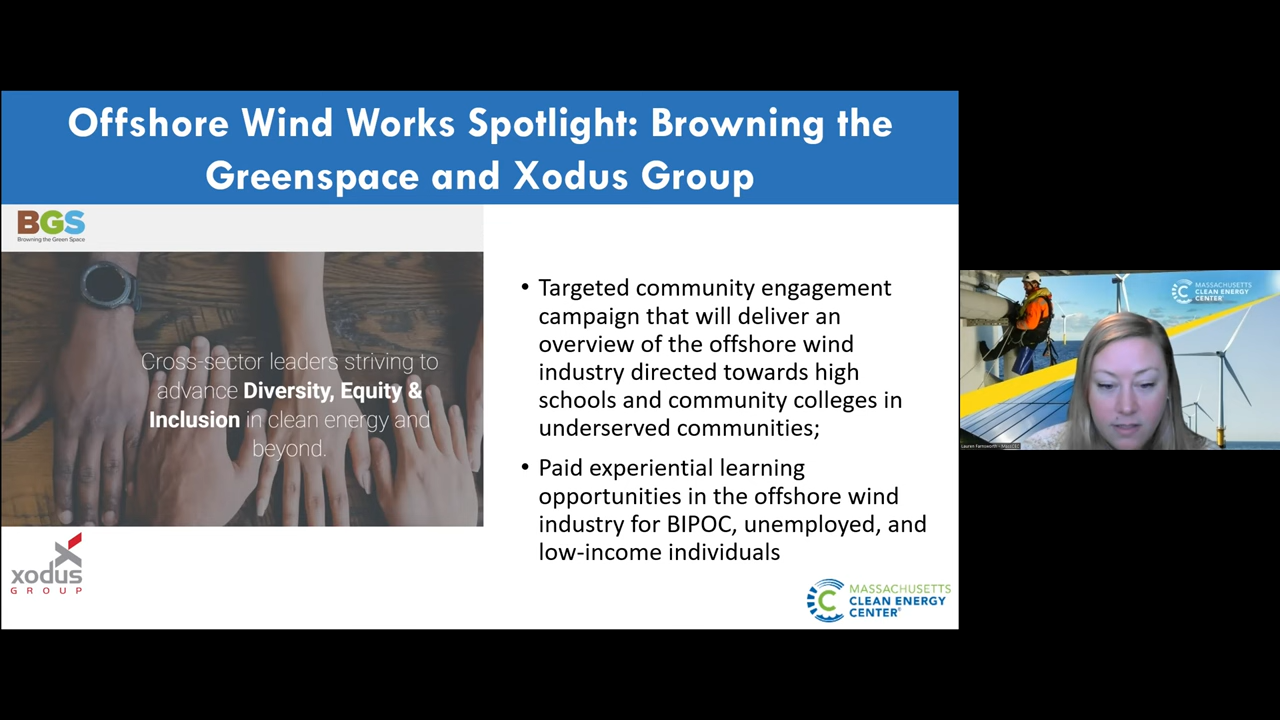 Offshore Wind Works Spotlight: Browning the
Greenspace and Xodus Group
BGS
Browning the Green Space
Cross-sector leaders striving to
advance Diversity, Equity &
Inclusion in clean energy and
beyond.
xodus
GROUP
• Targeted community engagement
campaign that will deliver an
overview of the offshore wind
industry directed towards high
schools and community colleges in
underserved communities;
• Paid experiential learning
opportunities in the offshore wind
industry for BIPOC, unemployed, and
low-income individuals
MASSACHUSETTS
CLEAN ENERGY
CENTER
MASSACHUSETTS
CLEAN ENERGY
CENTER
Lauren Farnsworth - MassCEC